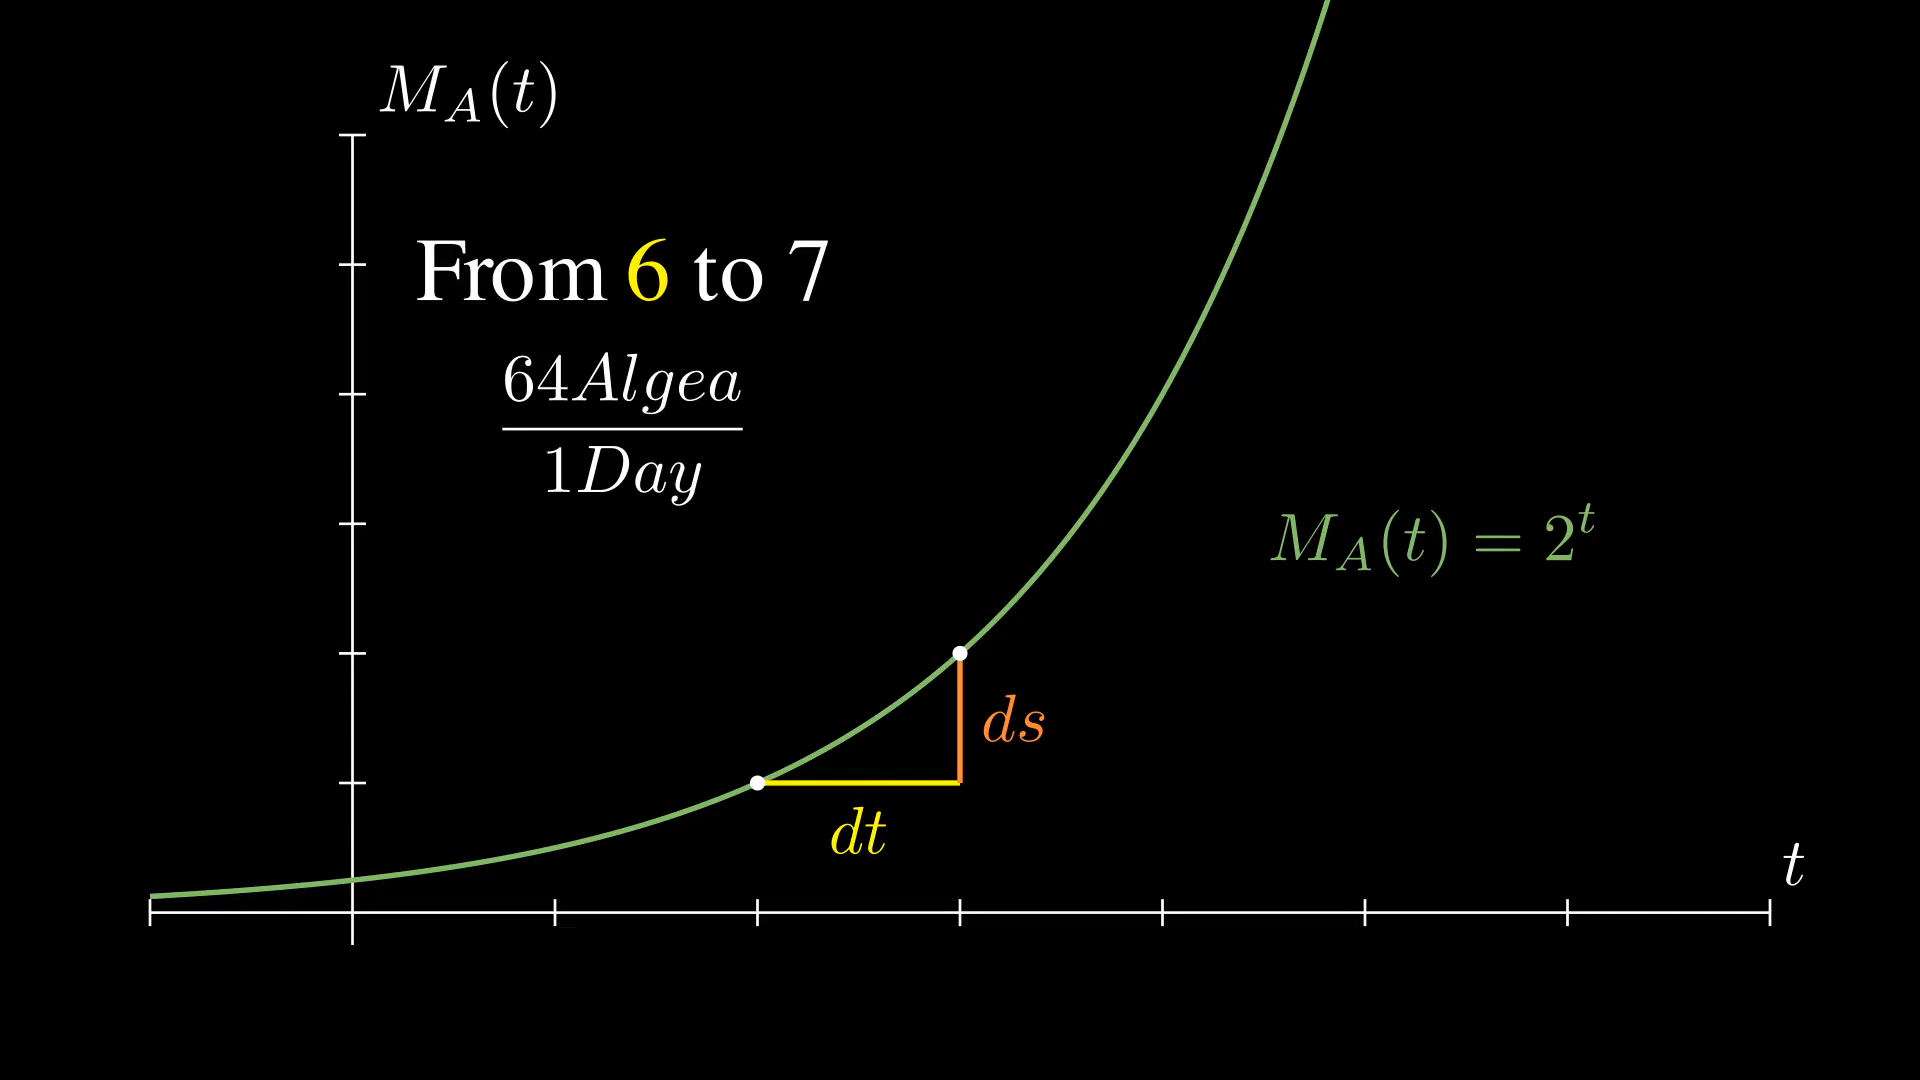 M_A(t)
From 6 to 7
64Algea
1Day
M_A(t) = 2^t
ds
dt
t